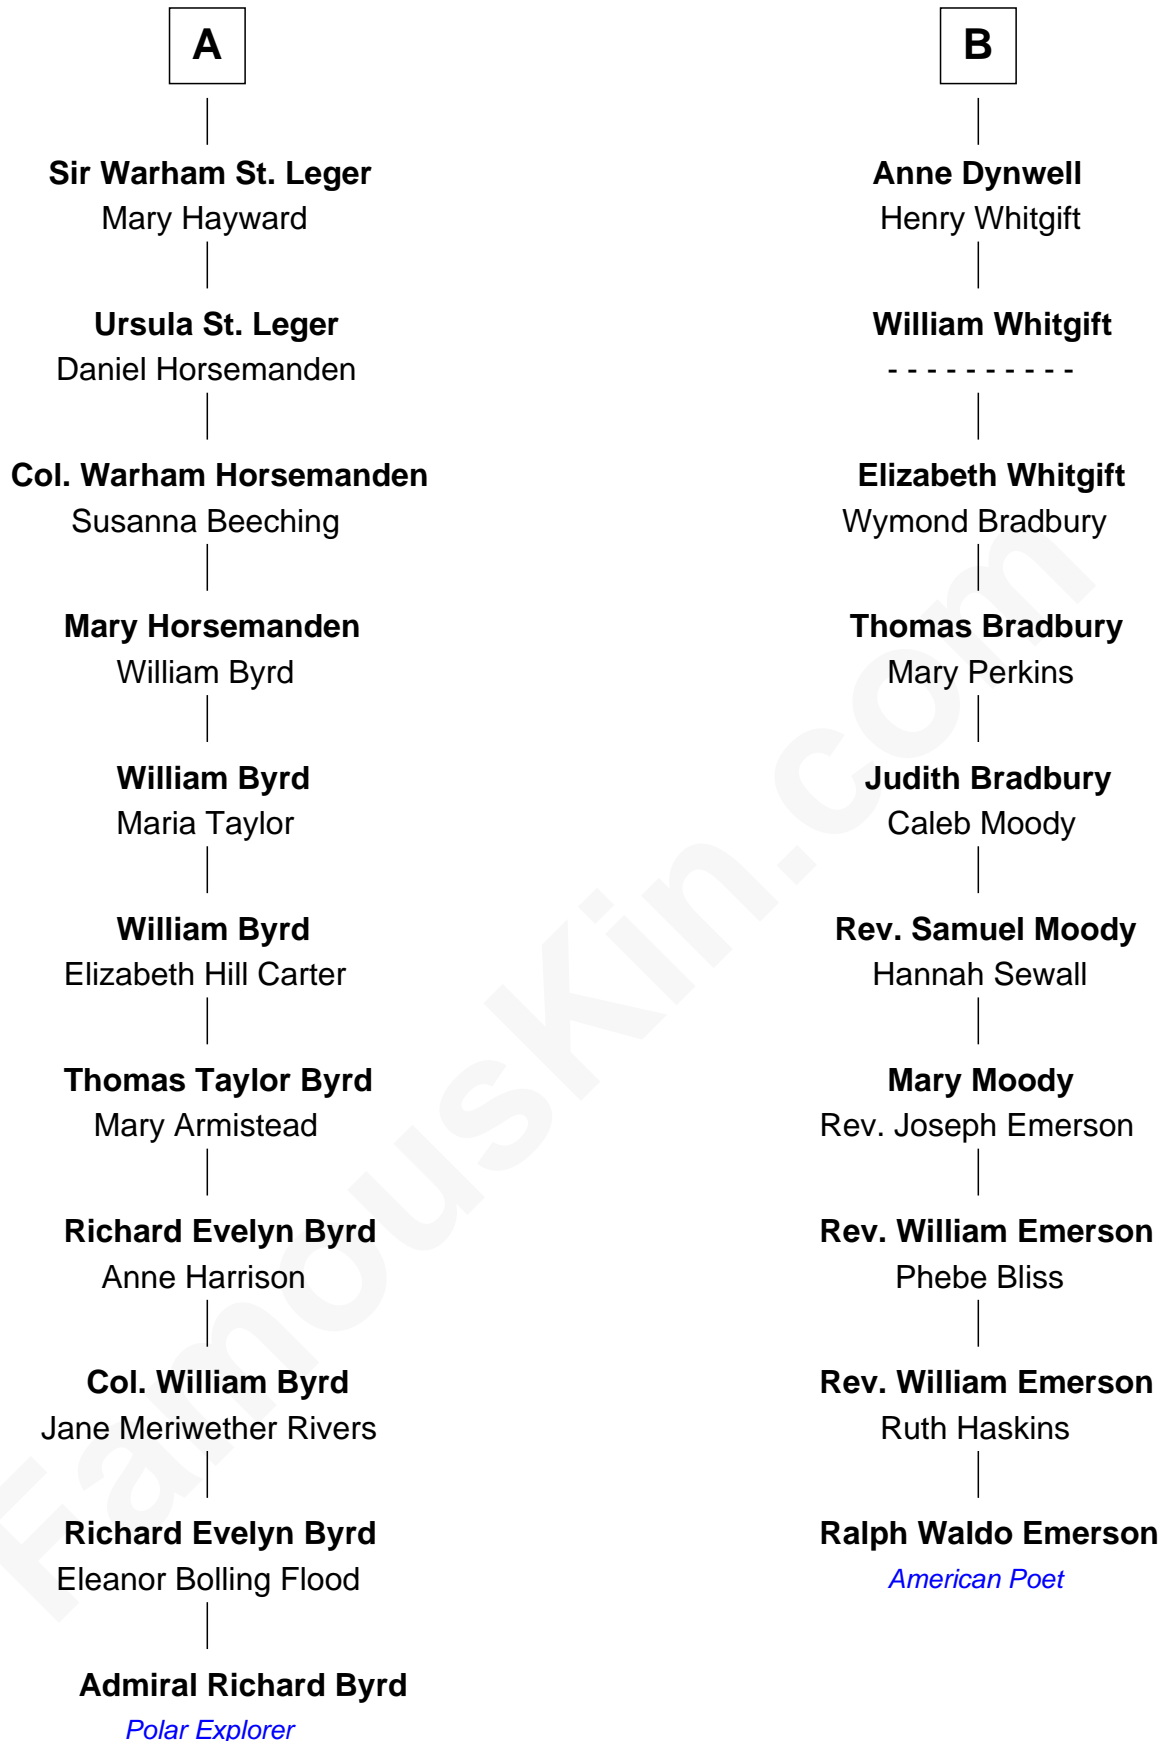 A
Sir Warham St. Leger
Mary Hayward
Ursula St. Leger
Daniel Horsemanden
Col. Warham Horsemanden
Susanna Beeching
Mary Horsemanden
William Byrd
William Byrd
Maria Taylor
William Byrd
Elizabeth Hill Carter
Thomas Taylor Byrd
Mary Armistead
Richard Evelyn Byrd
Anne Harrison
Col. William Byrd
Jane Meriwether Rivers
Richard Evelyn Byrd
Eleanor Bolling Flood
Admiral Richard Byrd
Polar Explorer
B
Anne Dynwell
Henry Whitgift
William Whitgift
- - - - - - - - - -
Elizabeth Whitgift
Wymond Bradbury
Thomas Bradbury
Mary Perkins
Judith Bradbury
Caleb Moody
Rev. Samuel Moody
Hannah Sewall
Mary Moody
Rev. Joseph Emerson
Rev. William Emerson
Phebe Bliss
Rev. William Emerson
Ruth Haskins
Ralph Waldo Emerson
American Poet
FamousKin.com